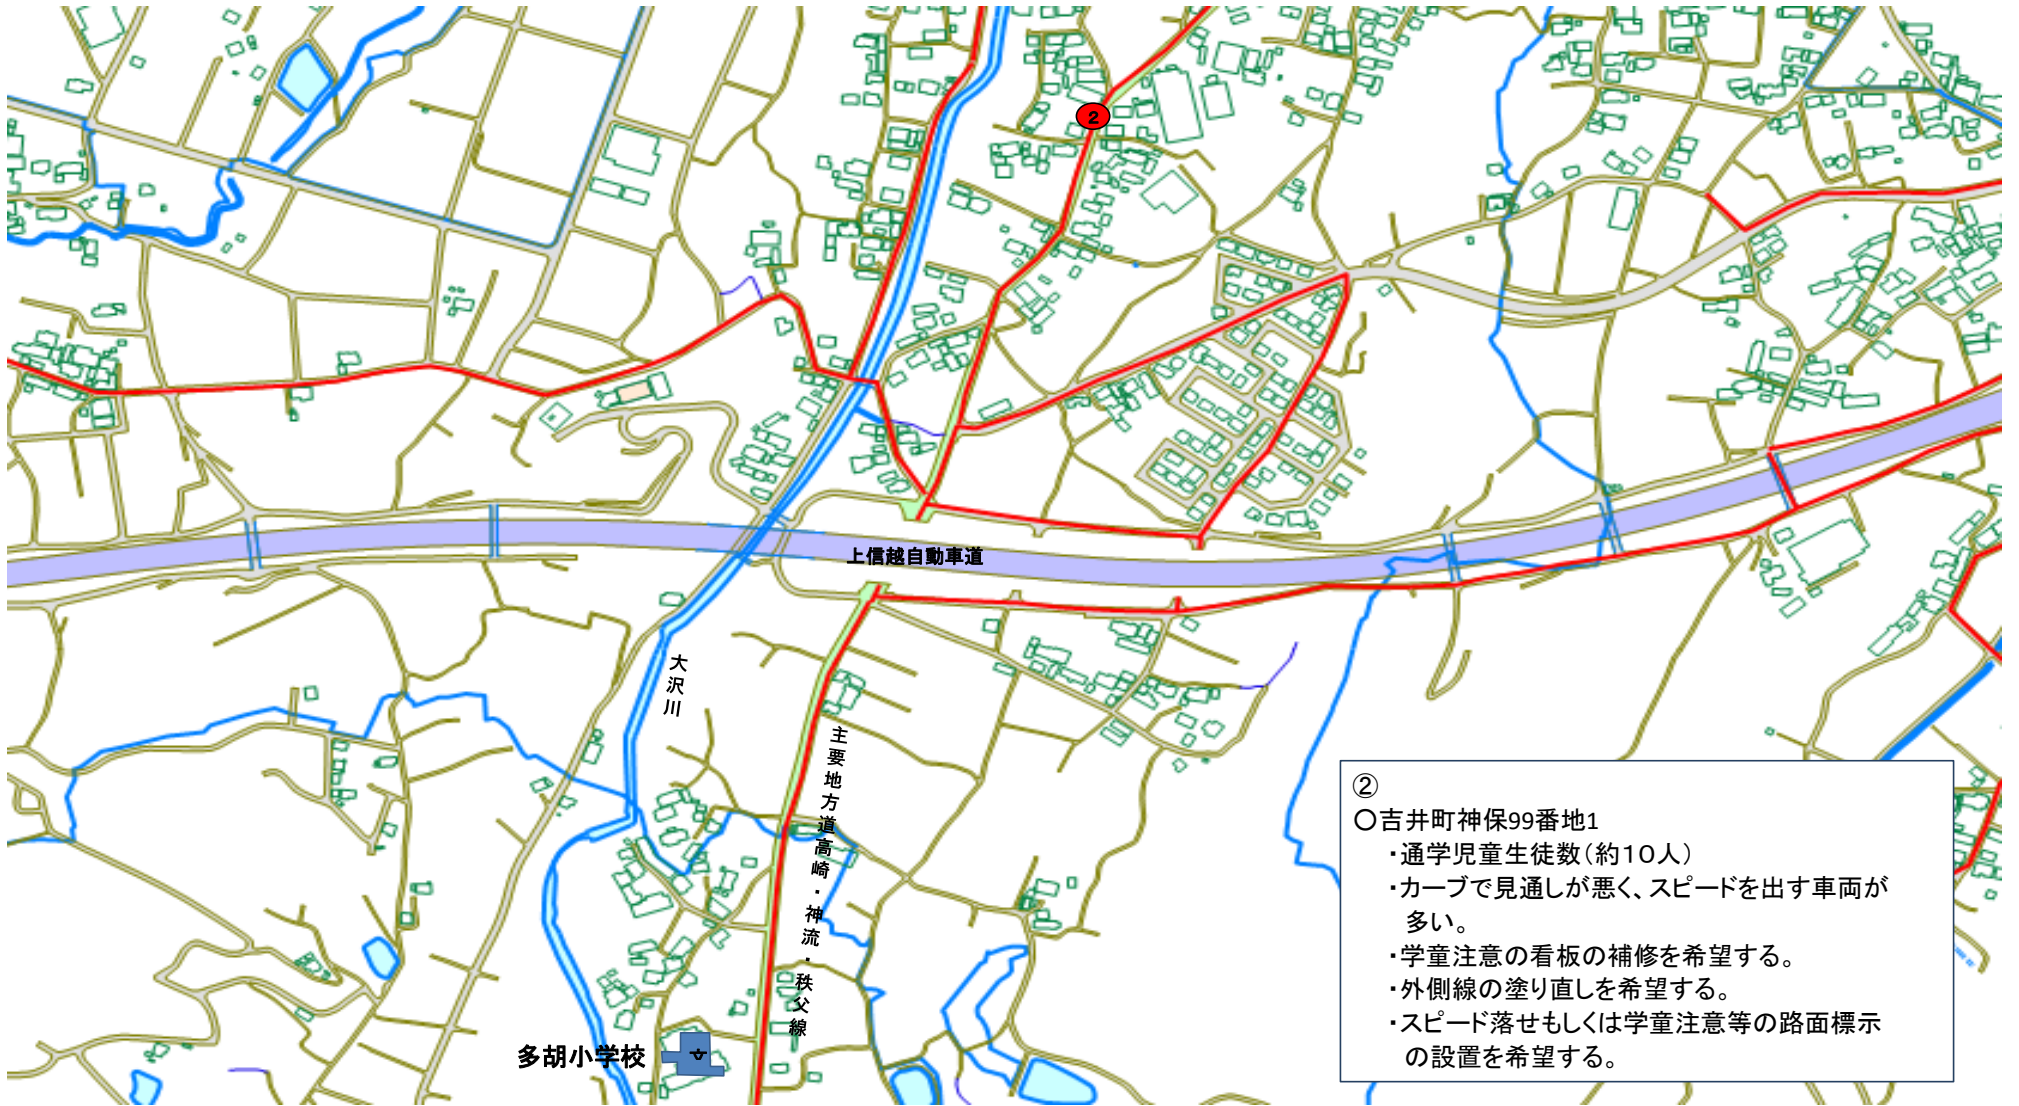 2
上信越自動車道
大沢川
主要地方道高崎・神流・秩父線
多胡小学校
文
②
〇吉井町神保99番地1
・通学児童生徒数（約１０人）
・カーブで見通しが悪く、スピードを出す車両が
多い。
・学童注意の看板の補修を希望する。
・外側線の塗り直しを希望する。
・スピード落せもしくは学童注意等の路面標示
の設置を希望する。